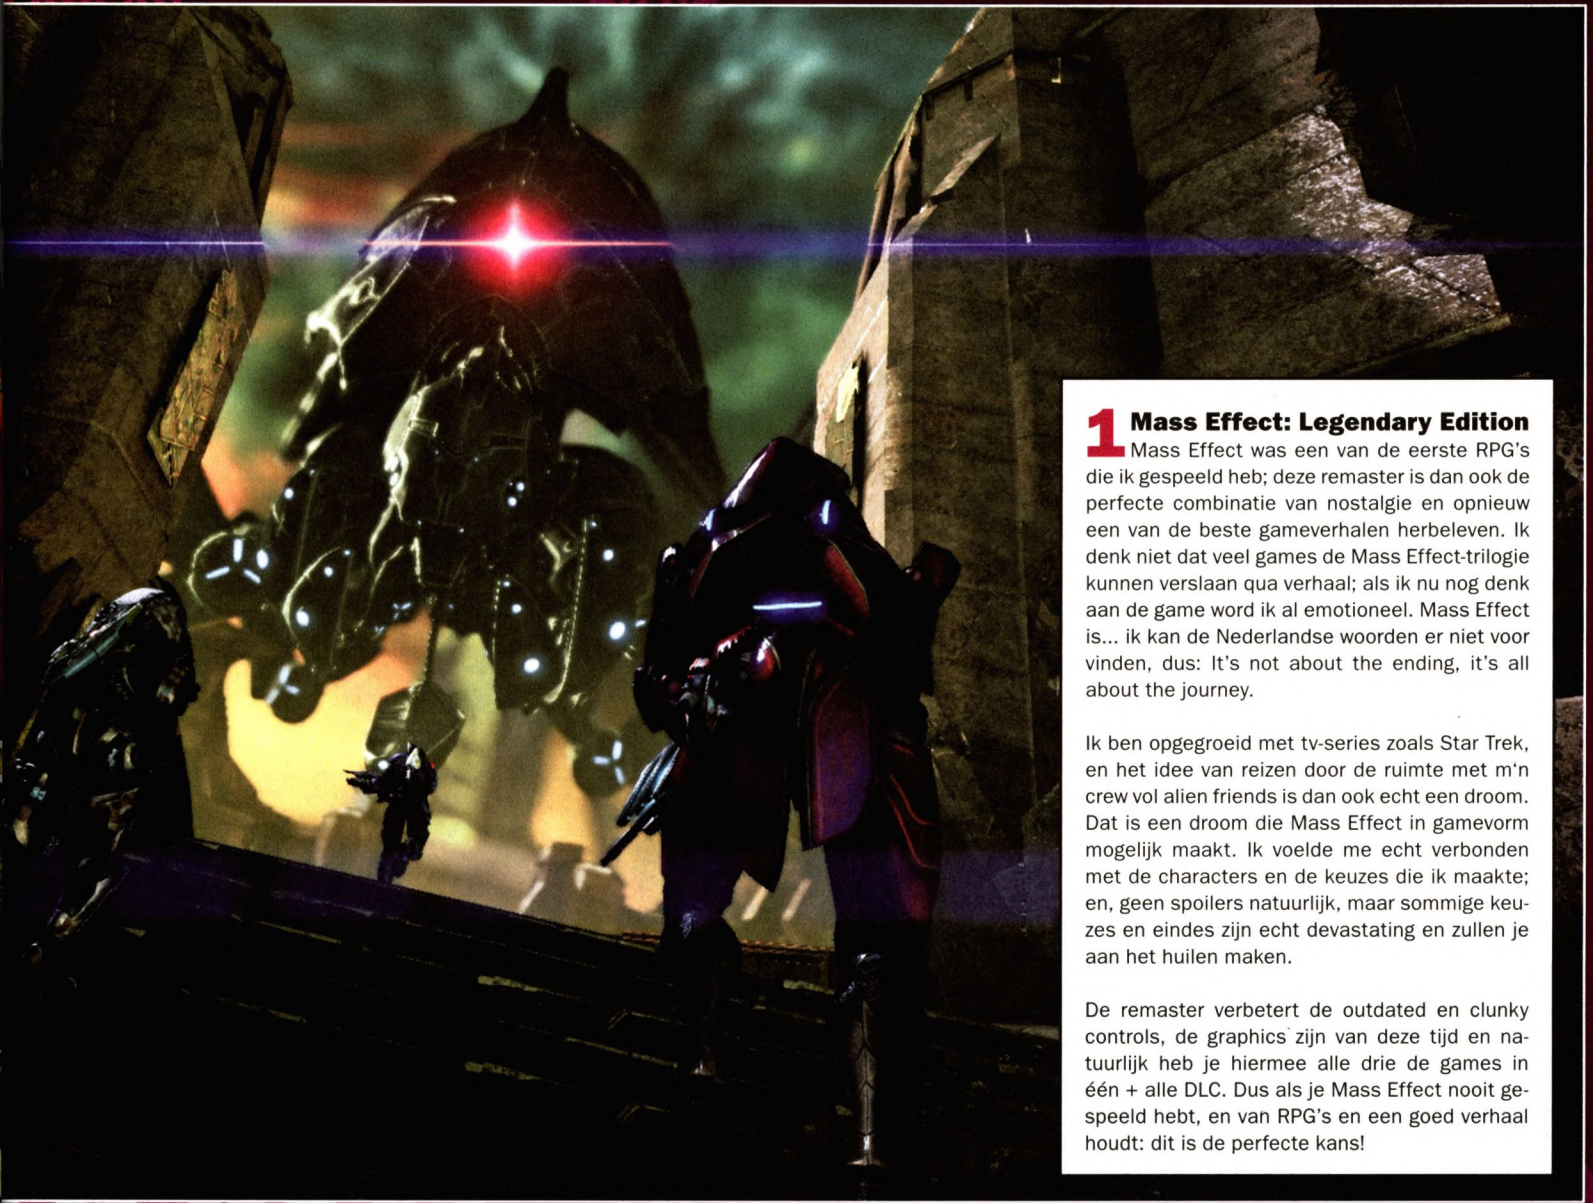 1 Mass Effect: Legendary Edition
Mass Effect was een van de eerste RPG's
die ik gespeeld heb; deze remaster is dan ook de
perfecte combinatie van nostalgie en opnieuw
een van de beste gameverhalen herbeleven. Ik
denk niet dat veel games de Mass Effect-trilogie
kunnen verslaan qua verhaal; als ik nu nog denk
aan de game word ik al emotioneel. Mass Effect
is... ik kan de Nederlandse woorden er niet voor
vinden, dus: It's not about the ending, it's all
about the journey.

Ik ben opgegroeid met tv-series zoals Star Trek,
en het idee van reizen door de ruimte met m‘n
crew vol alien friends is dan ook echt een droom.
Dat is een droom die Mass Effect in gamevorm
mogelijk maakt. Ik voelde me echt verbonden
met de characters en de keuzes die ik maakte;
en, geen spoilers natuurlijk, maar sommige keu-
zes en eindes zijn echt devastating en zullen je
aan het huilen maken.

De remaster verbetert de outdated en clunky
controls, de graphics zijn van deze tijd en na-
tuurlijk heb je hiermee alle drie de games in
één + alle DLC. Dus als je Mass Effect nooit ge-
speeld hebt, en van RPG's en een goed verhaal
houdt: dit is de perfecte kans!